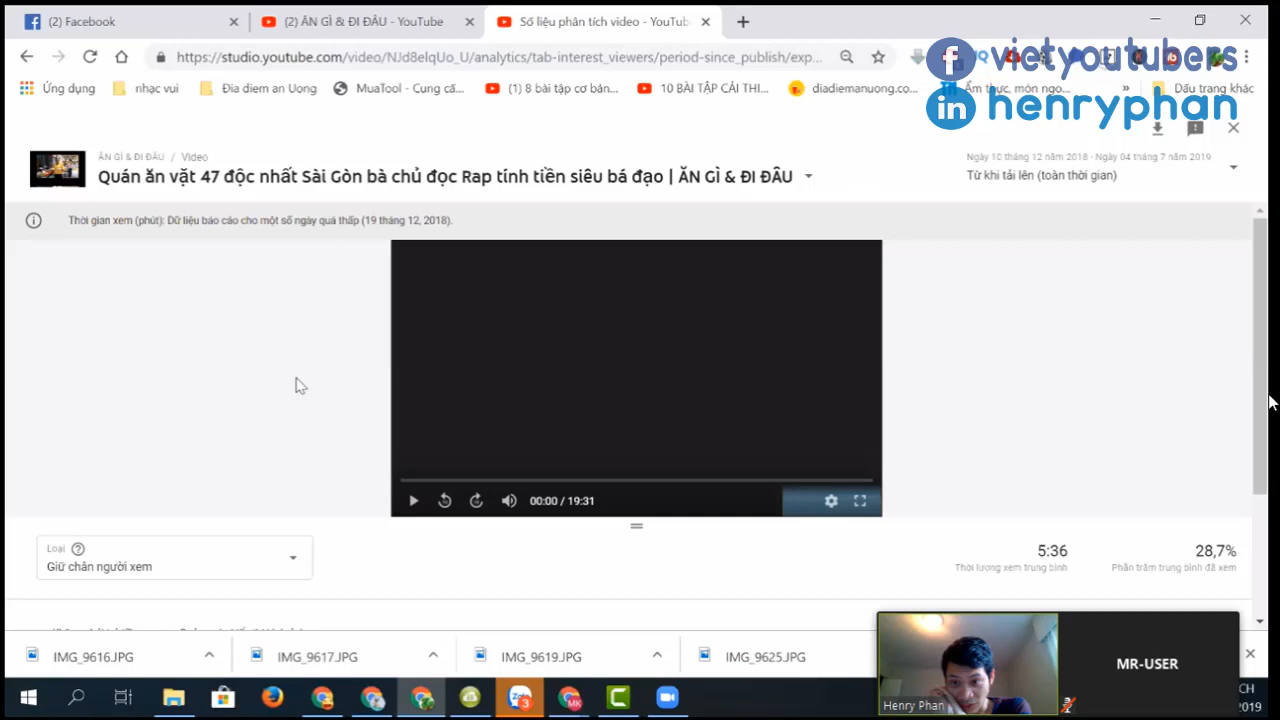 (2) Facebook
(2) ĂN GÌ & ĐI ĐÂU - YouTube
Số liệu phân tích video - YouTub
https://studio.youtube.com/video/NJd8elqUo_U/analytics/tab-interest_viewers/period-since_publish/exp...
vietyoutubers
Ứng dụng
nhạc vui
Đia diem an Uong
MuaTool - Cung cấ...
(1) 8 bài tập cơ bản...
10 BÀI TẬP CẢI THI...
diadiemanuong.co...
Ẩm thực, món ngo...
»
Dấu trang khác
henryphan
ĂN GÌ & ĐI ĐÂU / Video
Quán ăn vặt 47 độc nhất Sài Gòn bà chủ đọc Rap tính tiền siêu bá đạo | ĂN GÌ & ĐI ĐÂU
Ngày 10 tháng 12 năm 2018 - Ngày 04 tháng 7 năm 2019
Từ khi tải lên (toàn thời gian)
Thời gian xem (phút): Dữ liệu báo cáo cho một số ngày quá thấp (19 tháng 12, 2018).
00:00 / 19:31
Loại
Giữ chân người xem
5:36
Thời lượng xem trung bình
28,7%
Phần trăm trung bình đã xem
IMG_9616.JPG
IMG_9617.JPG
IMG_9619.JPG
IMG_9625.JPG
Henry Phan
MR-USER
CH
2019